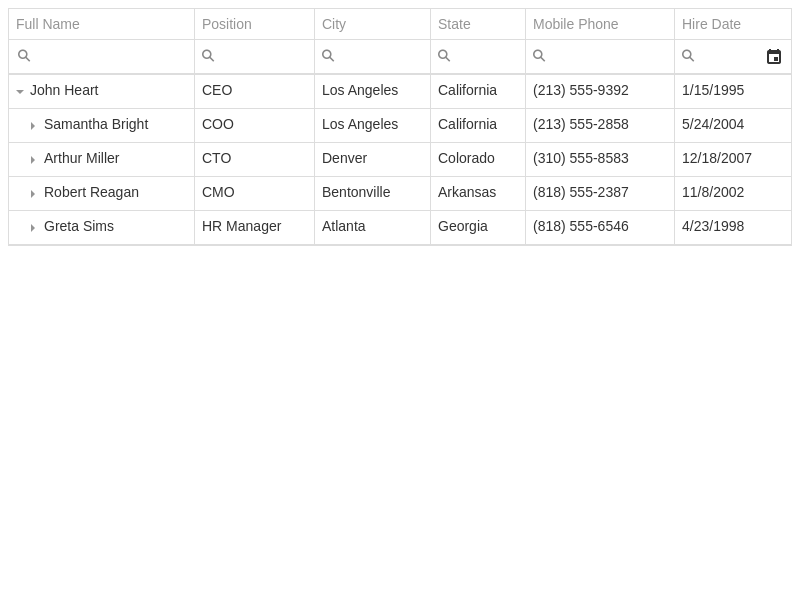 Full Name Position City State Mobile Phone Hire Date
John Heart CEO Los Angeles California (213) 555-9392 1/15/1995
Samantha Bright COO Los Angeles California (213) 555-2858 5/24/2004
Arthur Miller CTO Denver Colorado (310) 555-8583 12/18/2007
Robert Reagan CMO Bentonville Arkansas (818) 555-2387 11/8/2002
Greta Sims HR Manager Atlanta Georgia (818) 555-6546 4/23/1998